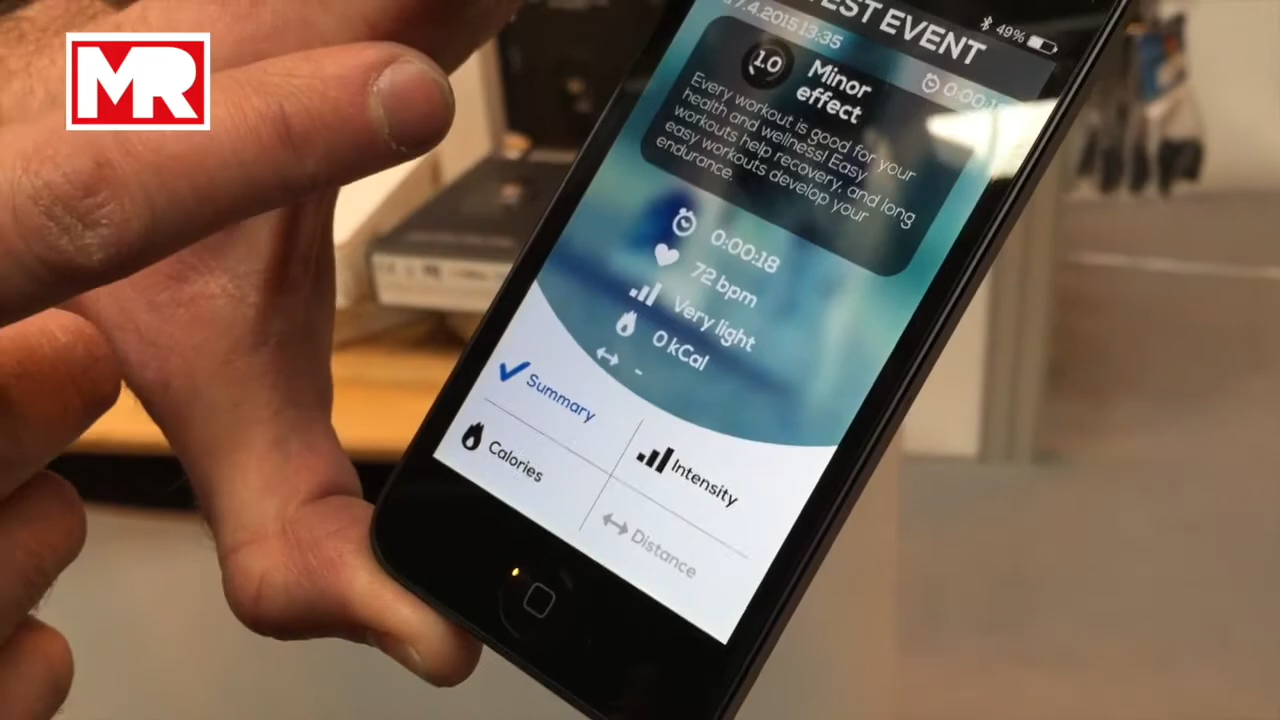 MR
EST EVENT
49%
7.4.2015 13:35
1.0
Minor
effect
Every workout is good for your
health and wellness! Easy
workouts help recovery, and long
easy workouts develop your
endurance.
0:00:18
72 bpm
Very light
0 kCal
-
Summary
Calories
Intensity
Distance